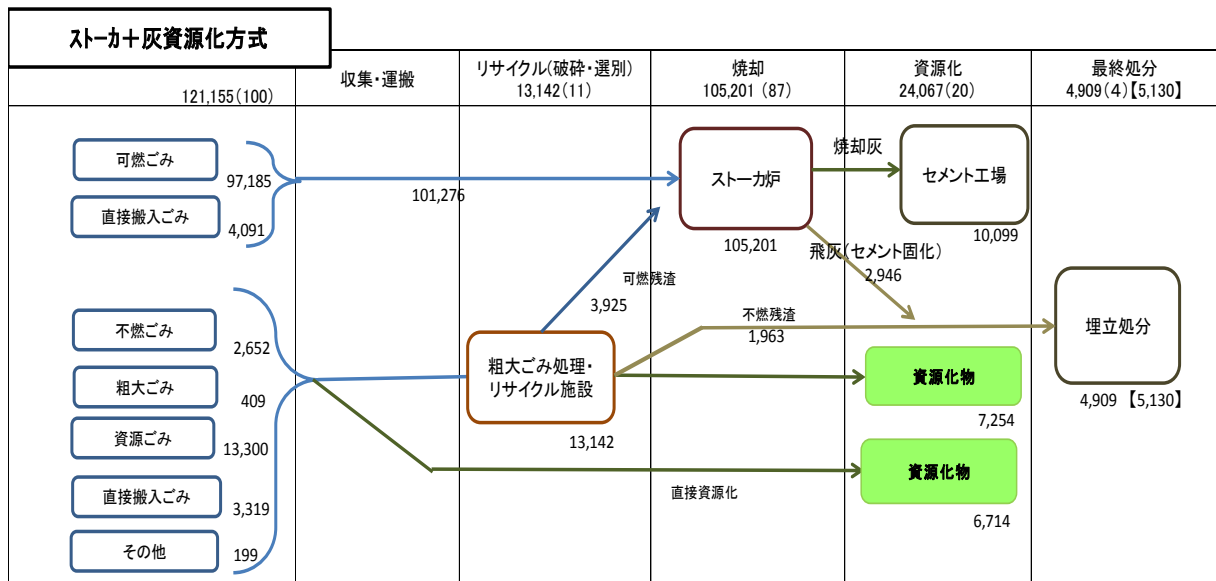 ストーカ＋灰資源化方式
121,155(100)
収集・運搬
リサイクル(破砕・選別)
13,142(11)
焼却
105,201 (87)
資源化
24,067(20)
最終処分
4,909(4)【5,130】
可燃ごみ
97,185
直接搬入ごみ
4,091
101,276
ストーカ炉
105,201
焼却灰
セメント工場
10,099
飛灰(セメント固化)
2,946
可燃残渣
3,925
不燃ごみ
2,652
粗大ごみ
409
資源ごみ
13,300
直接搬入ごみ
3,319
その他
199
粗大ごみ処理・
リサイクル施設
13,142
不燃残渣
1,963
埋立処分
4,909 【5,130】
資源化物
7,254
直接資源化
資源化物
6,714